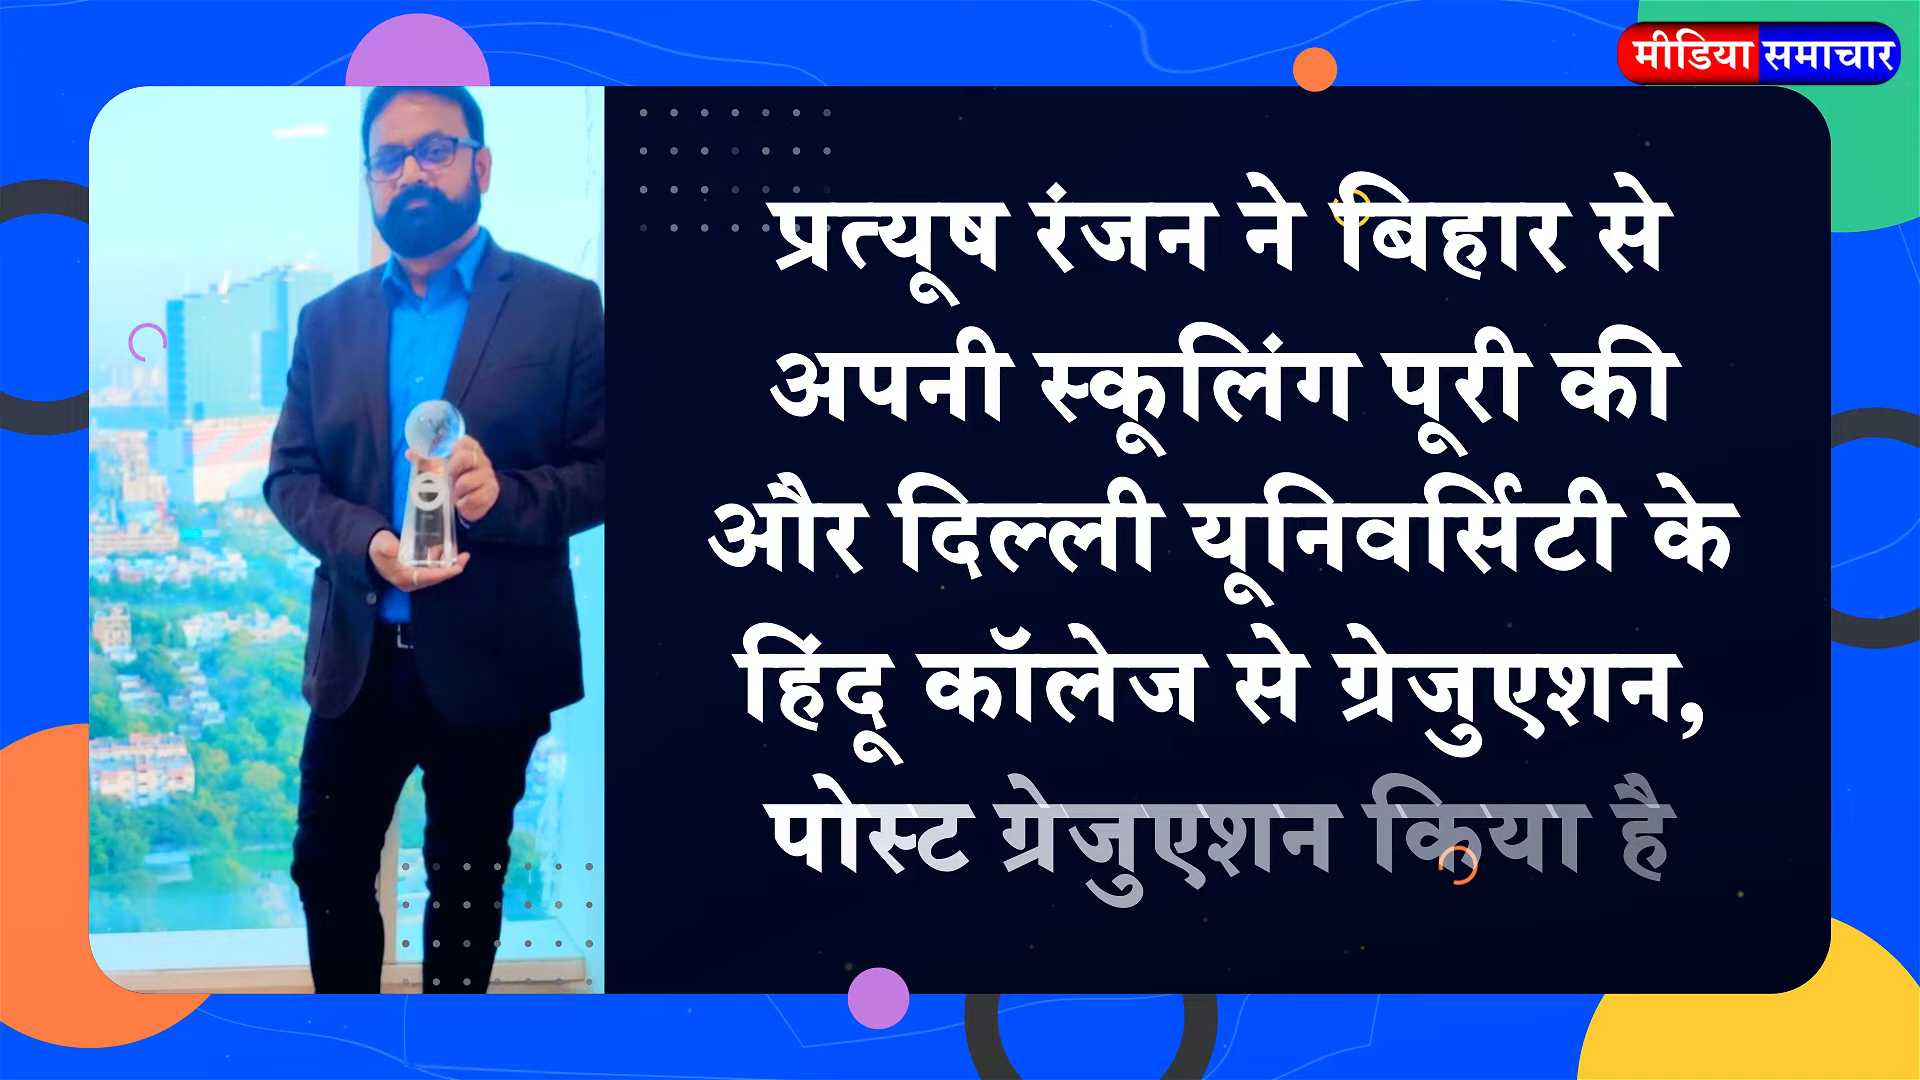 मीडिया समाचार
प्रत्यूष रंजन ने बिहार से
अपनी स्कूलिंग पूरी की
और दिल्ली यूनिवर्सिटी के
हिंदू कॉलेज से ग्रेजुएशन,
पोस्ट ग्रेजुएशन किया है